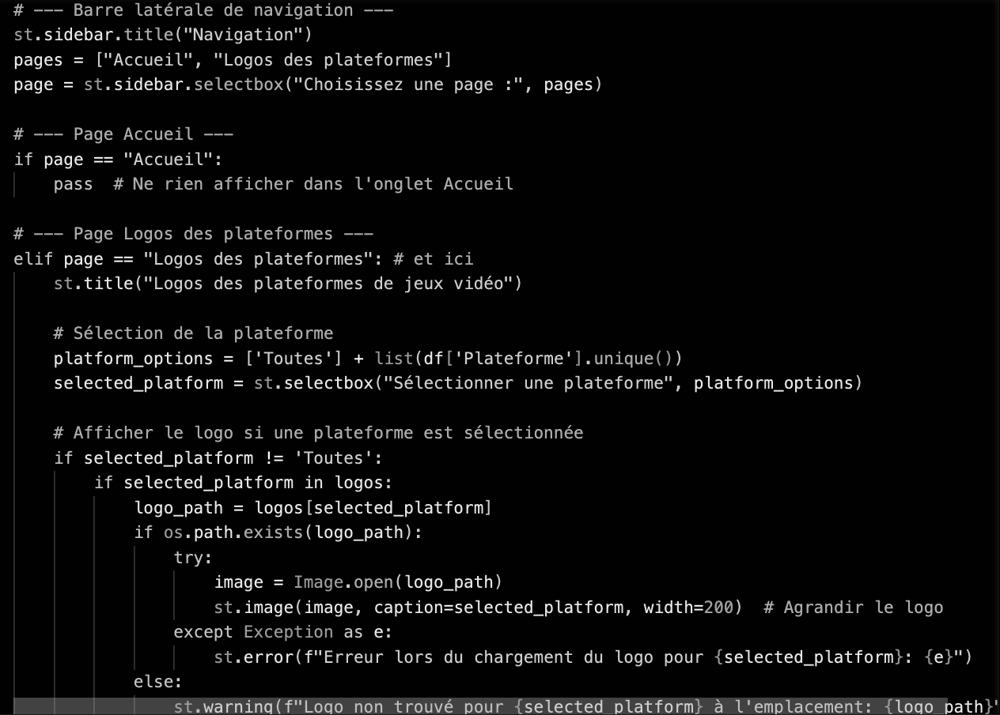 # --- Barre latérale de navigation ---
st.sidebar.title("Navigation")
pages = ["Accueil", "Logos des plateformes"]
page = st.sidebar.selectbox("Choisissez une page :", pages)

# --- Page Accueil ---
if page == "Accueil":
    pass  # Ne rien afficher dans l'onglet Accueil

# --- Page Logos des plateformes ---
elif page == "Logos des plateformes": # et ici
    st.title("Logos des plateformes de jeux vidéo")

    # Sélection de la plateforme
    platform_options = ['Toutes'] + list(df['Plateforme'].unique())
    selected_platform = st.selectbox("Sélectionner une plateforme", platform_options)

    # Afficher le logo si une plateforme est sélectionnée
    if selected_platform != 'Toutes':
        if selected_platform in logos:
            logo_path = logos[selected_platform]
            if os.path.exists(logo_path):
                try:
                    image = Image.open(logo_path)
                    st.image(image, caption=selected_platform, width=200)  # Agrandir le logo
                except Exception as e:
                    st.error(f"Erreur lors du chargement du logo pour {selected_platform}: {e}")
            else:
                st.warning(f"Logo non trouvé pour {selected_platform} à l'emplacement: {logo_path}"